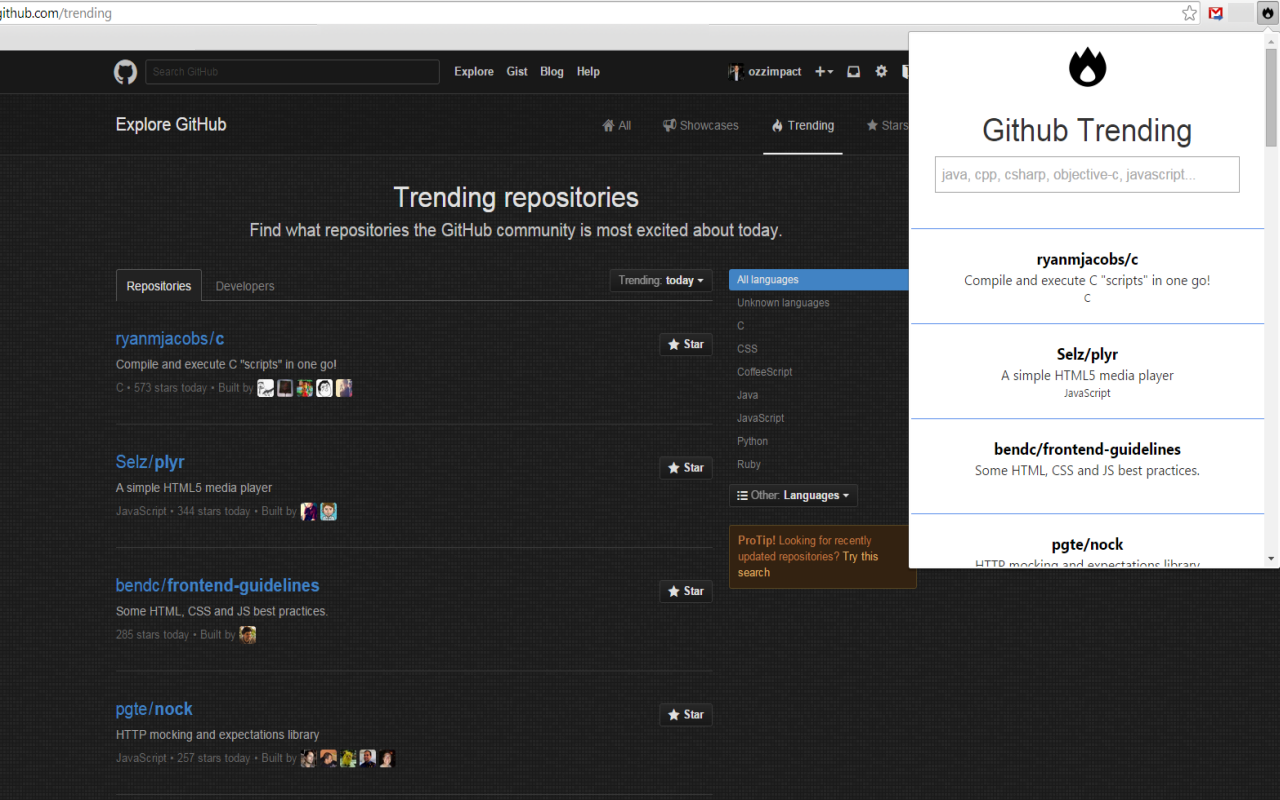 github.com/trending
Search GitHub
Explore Gist Blog Help
ozzimpact
Explore GitHub
All Showcases Trending Stars
Trending repositories
Find what repositories the GitHub community is most excited about today.
Repositories Developers
Trending: today
ryanmjacobs/c
Star
Compile and execute C "scripts" in one go!
C • 573 stars today • Built by
Selz/plyr
Star
A simple HTML5 media player
JavaScript • 344 stars today • Built by
bendc/frontend-guidelines
Star
Some HTML, CSS and JS best practices.
285 stars today • Built by
pgte/nock
Star
HTTP mocking and expectations library
JavaScript • 257 stars today • Built by
All languages
Unknown languages
C
CSS
CoffeeScript
Java
JavaScript
Python
Ruby
Other: Languages
ProTip! Looking for recently
updated repositories? Try this
search
Github Trending
java, cpp, csharp, objective-c, javascript...
ryanmjacobs/c
Compile and execute C "scripts" in one go!
C
Selz/plyr
A simple HTML5 media player
JavaScript
bendc/frontend-guidelines
Some HTML, CSS and JS best practices.
pgte/nock
HTTP mocking and expectations library